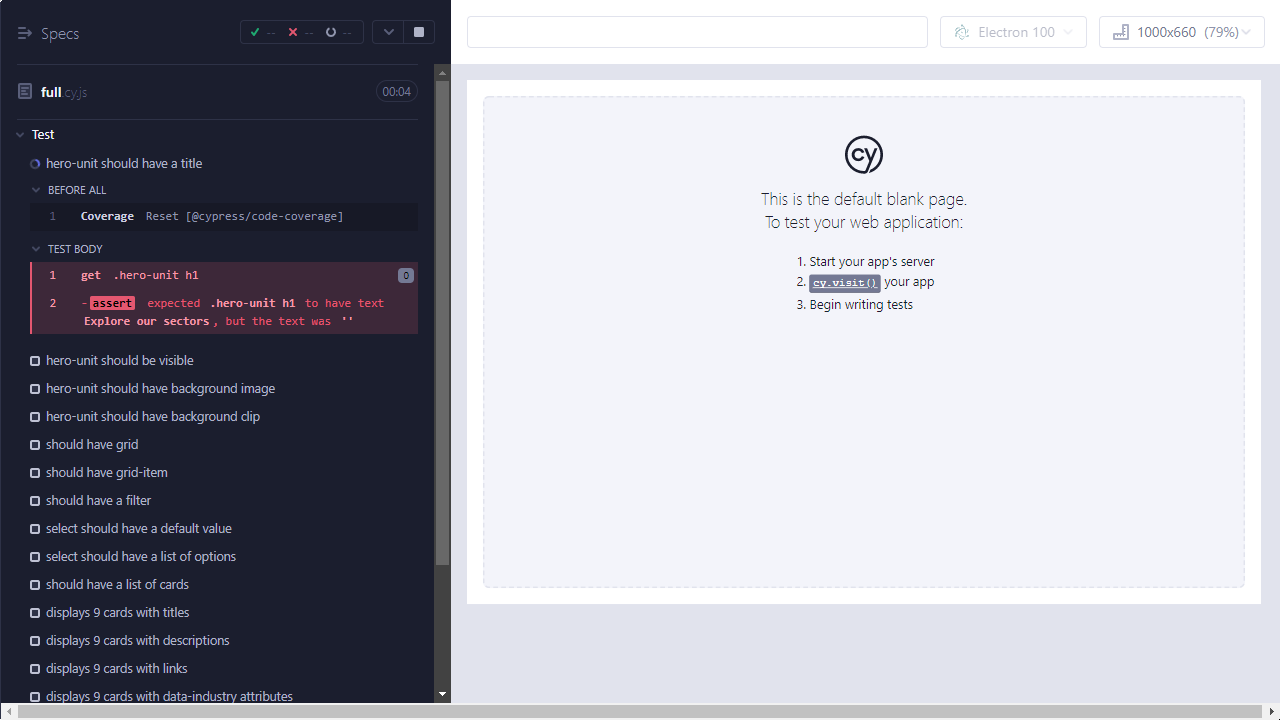 Specs
-- -- --
full.cy.js
00:04
Test
hero-unit should have a title
BEFORE ALL
1 Coverage Reset [@cypress/code-coverage]
TEST BODY
1 get .hero-unit h1 0
2 -assert expected .hero-unit h1 to have text
Explore our sectors, but the text was ''
hero-unit should be visible
hero-unit should have background image
hero-unit should have background clip
should have grid
should have grid-item
should have a filter
select should have a default value
select should have a list of options
should have a list of cards
displays 9 cards with titles
displays 9 cards with descriptions
displays 9 cards with links
displays 9 cards with data-industry attributes
Electron 100
1000x660 (79%)
cy
This is the default blank page.
To test your web application:
1. Start your app's server
2. cy.visit() your app
3. Begin writing tests